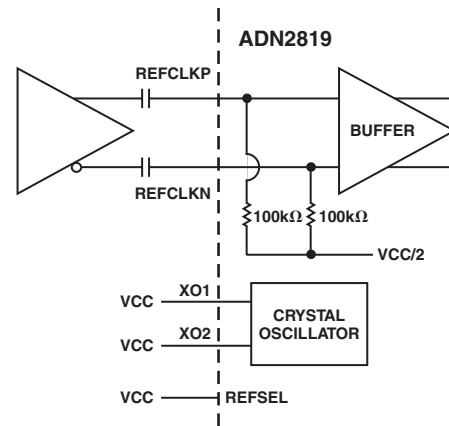 ADN2819
REFCLKP
BUFFER
REFCLKN
100kΩ 100kΩ
VCC/2
VCC XO1
CRYSTAL
OSCILLATOR
VCC XO2
VCC REFSEL